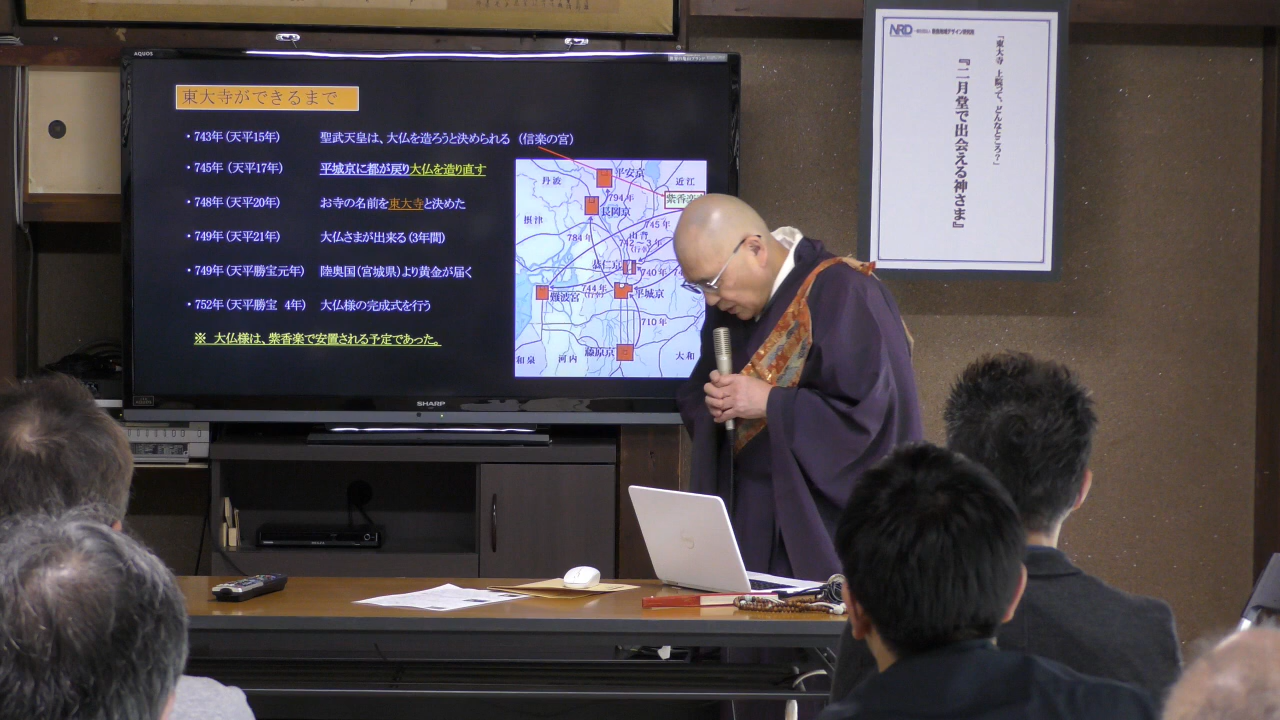 AQUOS
東大寺ができるまで
・743年（天平15年） 聖武天皇は、大仏を造ろうと決められる （信楽の宮）
・745年（天平17年） 平城京に都が戻り大仏を造り直す
・748年（天平20年） お寺の名前を東大寺と決めた
・749年（天平21年） 大仏さまが出来る（3年間）
・749年（天平勝宝元年） 陸奥国（宮城県）より黄金が届く
・752年（天平勝宝 4年） 大仏様の完成式を行う
※ 大仏様は、紫香楽で安置される予定であった。
丹波
平安京
近江
794年
紫香楽
長岡京
摂津
745年
784年
山背
742～3年
（行幸）
恭仁京
740年
744年
（行幸）
難波宮
平城京
710年
藤原京
和泉
河内
大和
SHARP
NRD
「東大寺 上院って、どんなところ？」
『二月堂で出会える神さま』